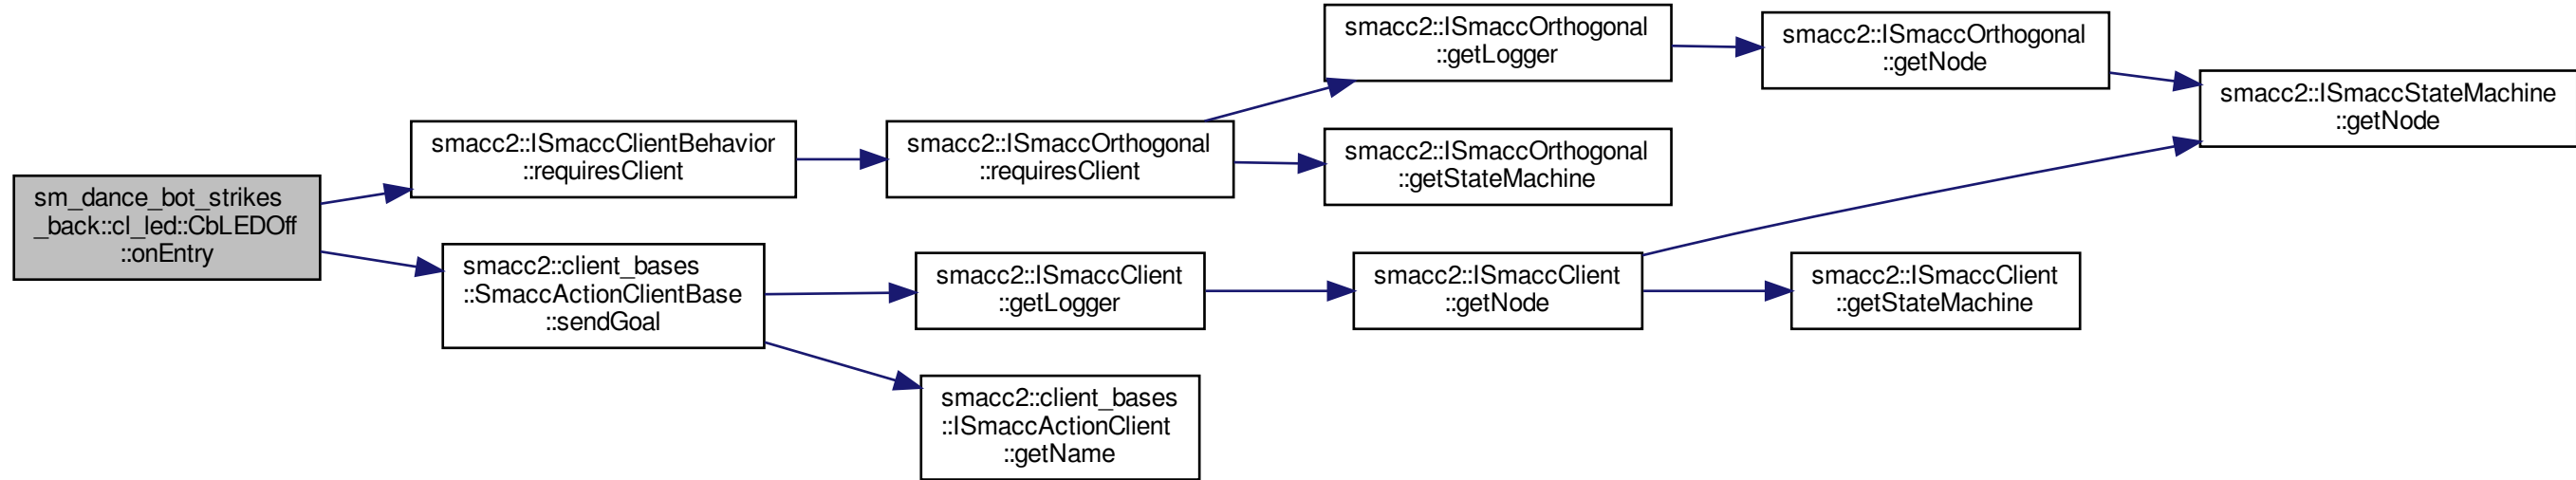 sm_dance_bot_strikes
_back::cl_led::CbLEDOff
::onEntry
smacc2::ISmaccClientBehavior
::requiresClient
smacc2::ISmaccOrthogonal
::requiresClient
smacc2::ISmaccOrthogonal
::getLogger
smacc2::ISmaccOrthogonal
::getNode
smacc2::ISmaccStateMachine
::getNode
smacc2::ISmaccOrthogonal
::getStateMachine
smacc2::client_bases
::SmaccActionClientBase
::sendGoal
smacc2::ISmaccClient
::getLogger
smacc2::ISmaccClient
::getNode
smacc2::ISmaccClient
::getStateMachine
smacc2::client_bases
::ISmaccActionClient
::getName